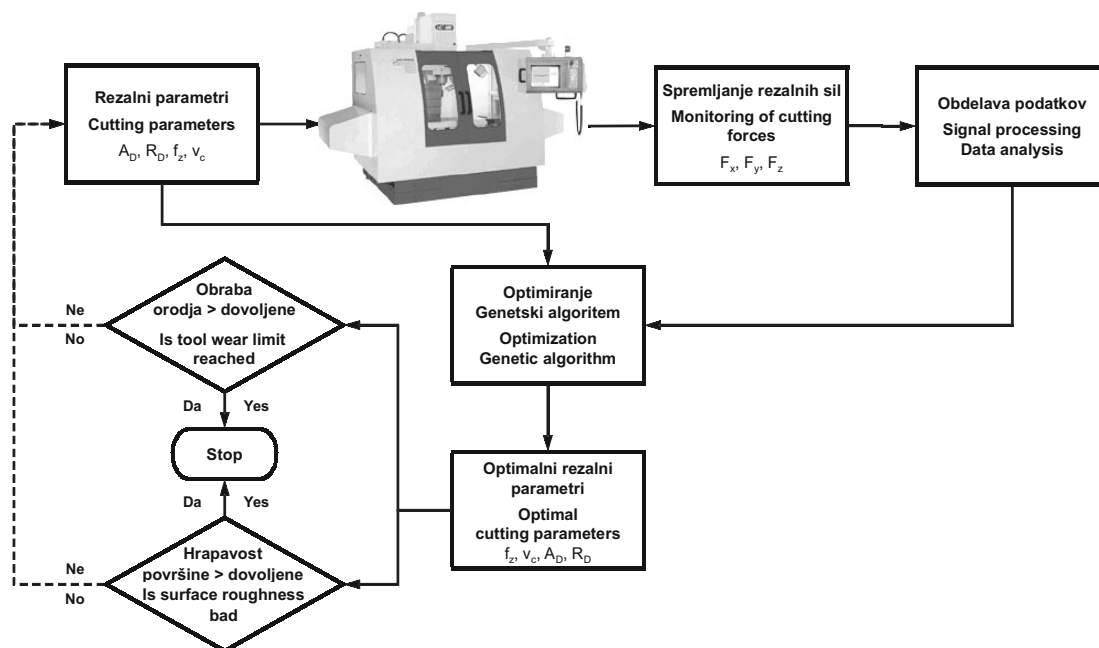 Rezalni parametri
Cutting parameters
A_D, R_D, f_z, v_c
Spremljanje rezalnih sil
Monitoring of cutting
forces
F_x, F_y, F_z
Obdelava podatkov
Signal processing
Data analysis
Optimiranje
Genetski algoritem
Optimization
Genetic algorithm
Obraba
orodja > dovoljene
Is tool wear limit
reached
Ne
No
Da Yes
Stop
Da Yes
Optimalni rezalni
parametri
Optimal
cutting parameters
f_z, v_c, A_D, R_D
Hrapavost
površine > dovoljene
Is surface roughness
bad
Ne
No